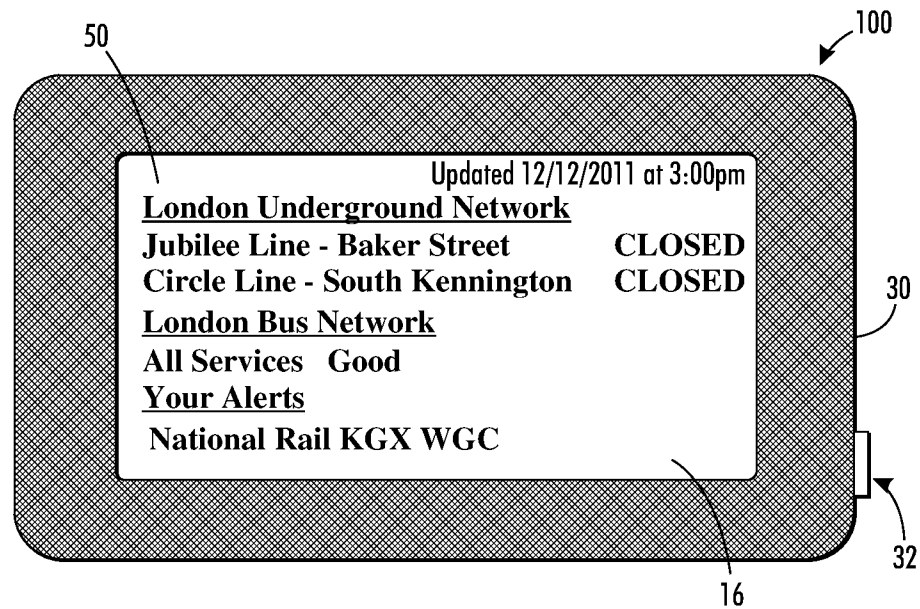 50
100
Updated 12/12/2011 at 3:00pm
London Underground Network
Jubilee Line - Baker Street CLOSED
Circle Line - South Kennington CLOSED
30
London Bus Network
All Services Good
Your Alerts
National Rail KGX WGC
32
16